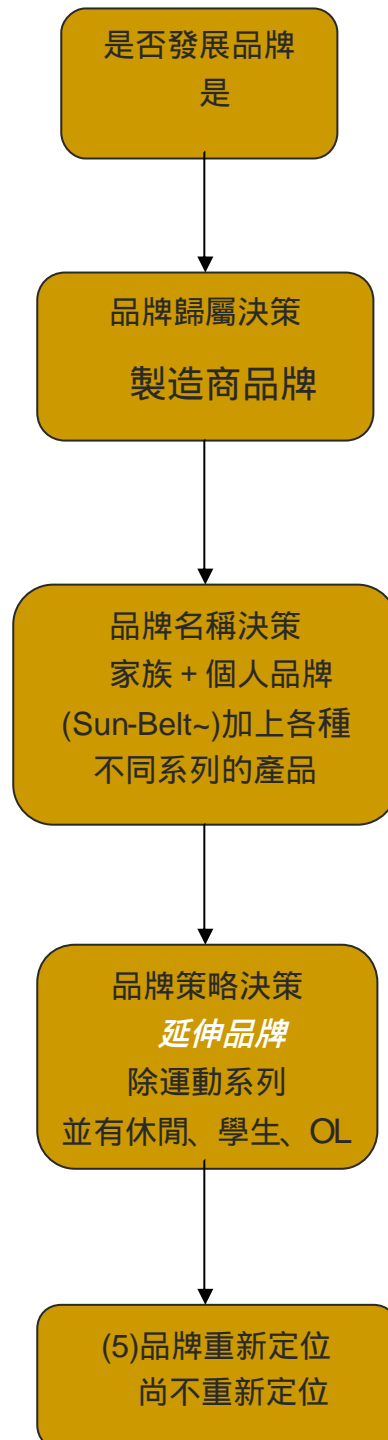 是否發展品牌
是
品牌歸屬決策
製造商品牌
品牌名稱決策
家族 + 個人品牌
(Sun-Belt~)加上各種
不同系列的產品
品牌策略決策
延伸品牌
除運動系列
並有休閒、學生、OL
(5)品牌重新定位
尚不重新定位